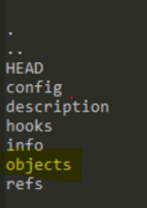 .
..
HEAD
config
description
hooks
info
objects
refs